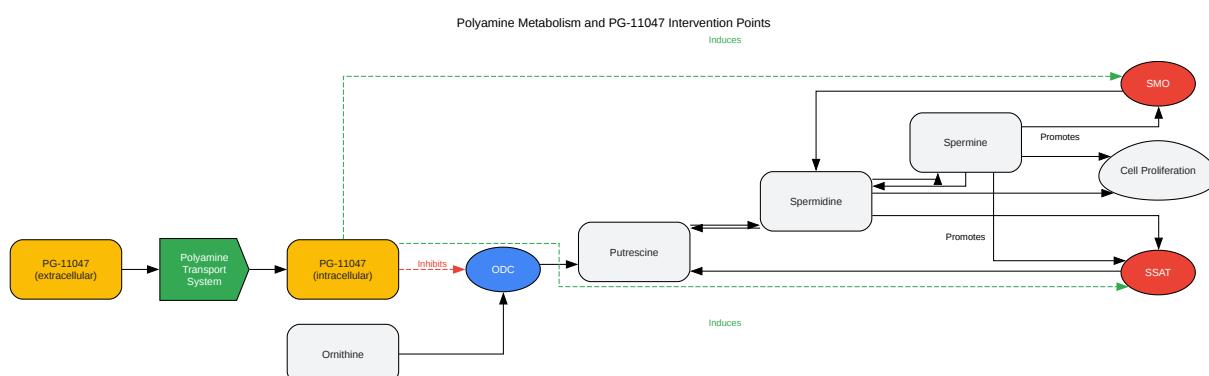 Polyamine Metabolism and PG-11047 Intervention Points
Induces
SMO
Spermine
Promotes
Cell Proliferation
Spermidine
Promotes
PG-11047
(extracellular)
Polyamine
Transport
System
PG-11047
(intracellular)
Inhibits
ODC
Putrescine
SSAT
Induces
Ornithine